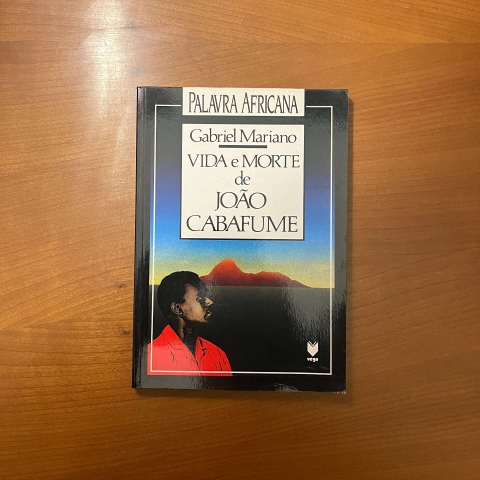 PALAVRA AFRICANA
Gabriel Mariano
VIDA e MORTE
de
JOÃO
CABAFUME
vega